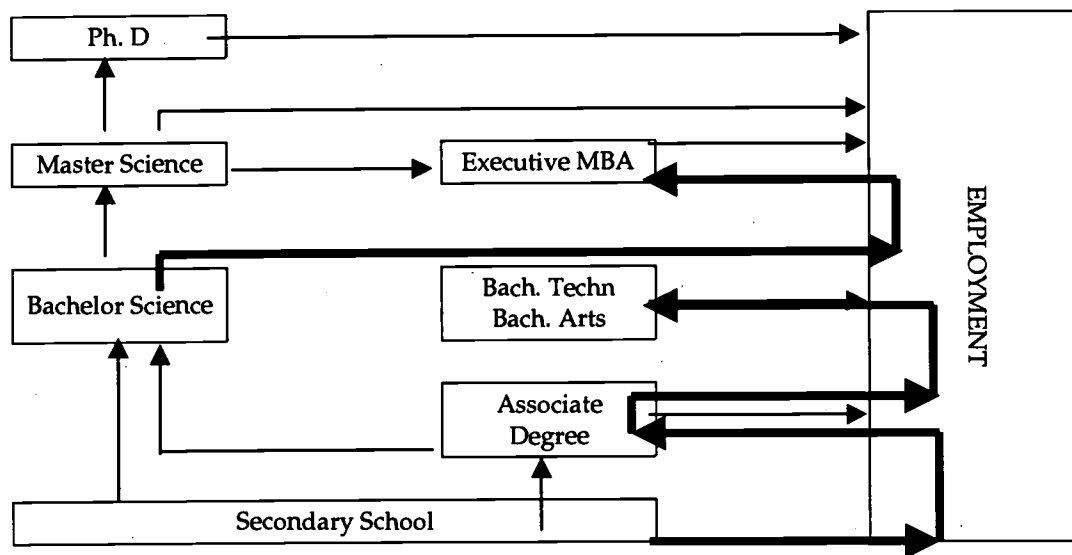 Ph. D
Master Science
Executive MBA
EMPLOYMENT
Bachelor Science
Bach. Techn
Bach. Arts
Associate
Degree
Secondary School